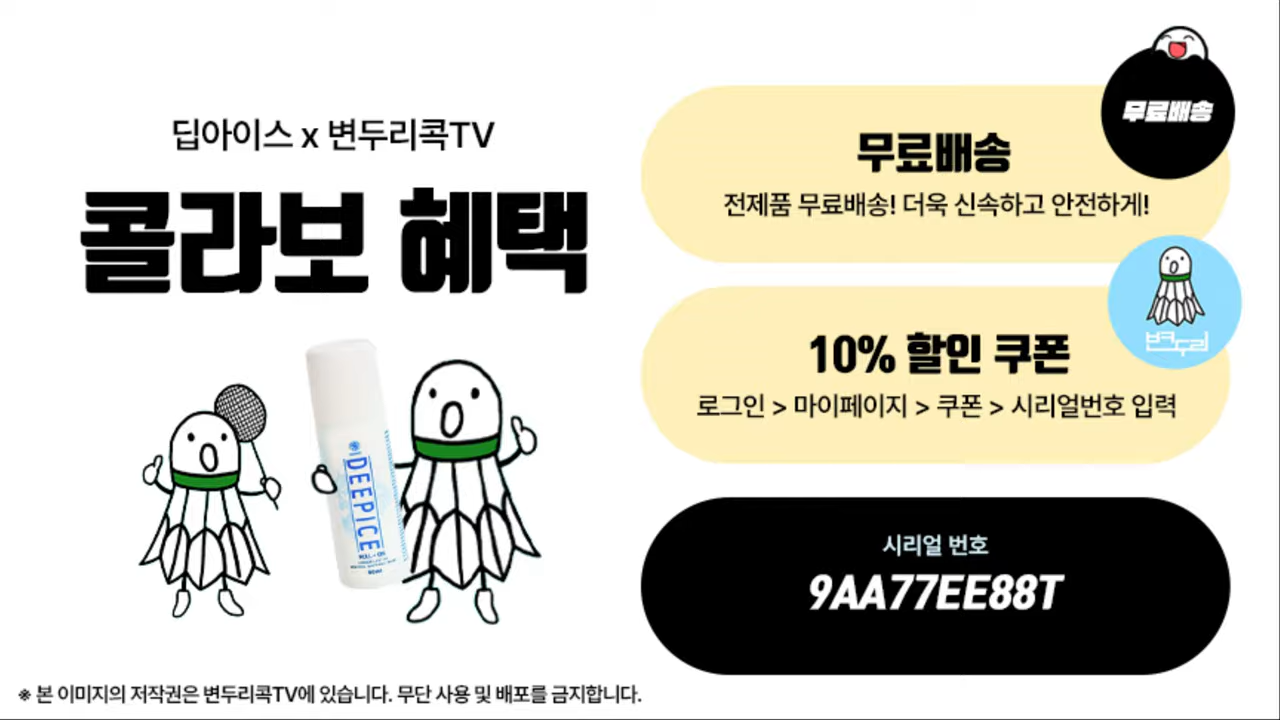 딥아이스 x 변두리콕TV
콜라보 혜택
무료배송
무료배송
전제품 무료배송! 더욱 신속하고 안전하게!
변두리
10% 할인 쿠폰
로그인 > 마이페이지 > 쿠폰 > 시리얼번호 입력
DEEPICE
ROLL - ON
시리얼 번호
9AA77EE88T
※ 본 이미지의 저작권은 변두리콕TV에 있습니다. 무단 사용 및 배포를 금지합니다.